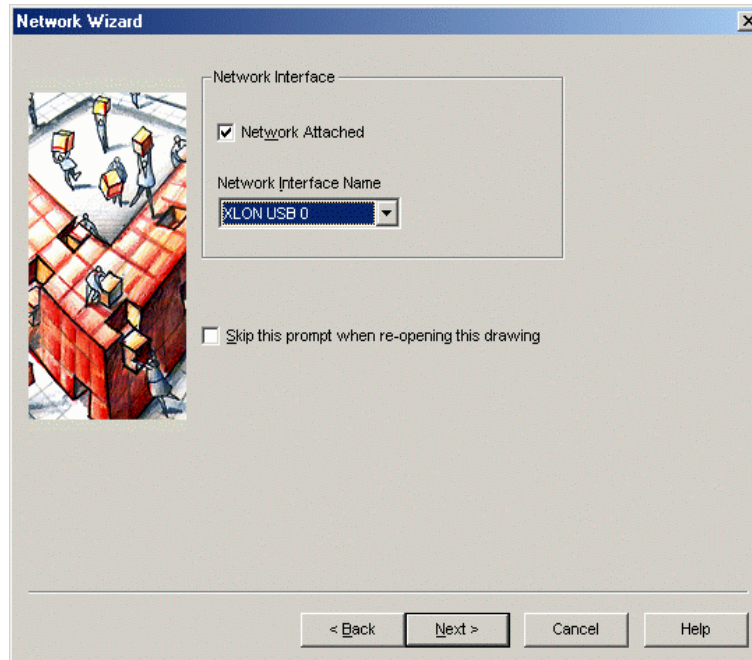 Network Wizard
Network Interface
Network Attached
Network Interface Name
XLON USB 0
Skip this prompt when re-opening this drawing
< Back
Next >
Cancel
Help